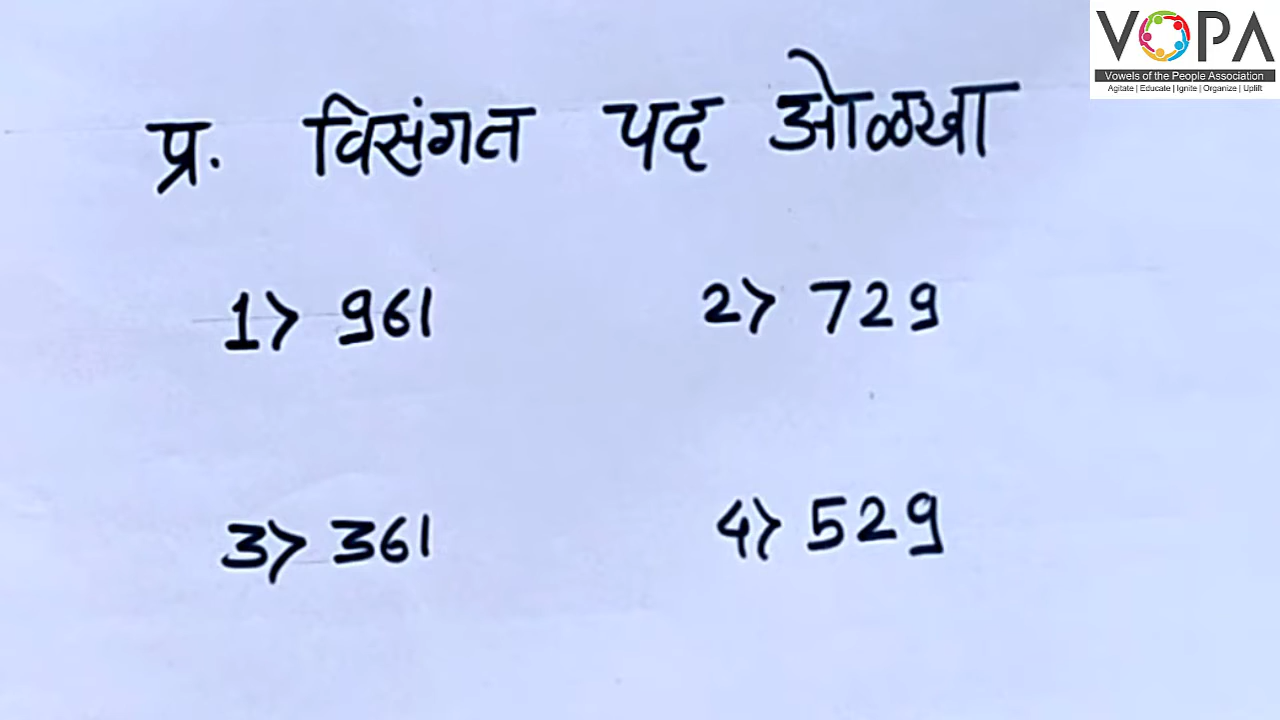 VOPA
Vowels of the People Association
Agitate | Educate | Ignite | Organize | Uplift
प्र. विसंगत पद ओळखा
1> 961 2> 729
3> 361 4> 529